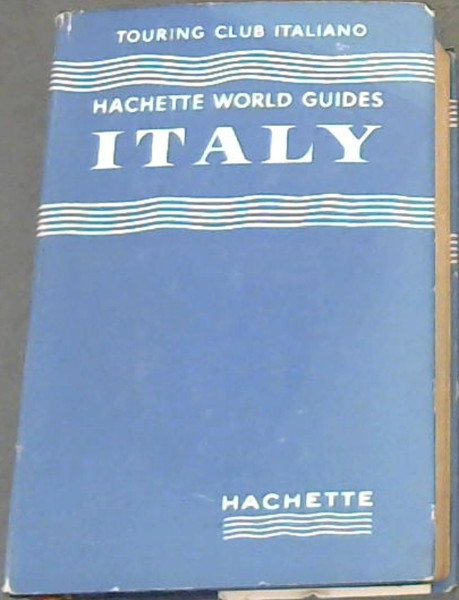 TOURING CLUB ITALIANO
HACHETTE WORLD GUIDES
ITALY
HACHETTE